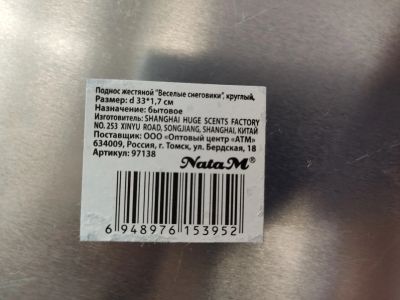 Поднос жестяной "Веселые снеговики", круглый,
Размер: d 33*1,7 см
Назначение: бытовое
Изготовитель: SHANGHAI HUGE SCENTS FACTORY
NO. 253 XINYU ROAD, SONGJIANG, SHANGHAI, КИТАЙ
Поставщик: ООО «Оптовый центр «АТМ»
634009, Россия, г. Томск, ул. Бердская, 18
Артикул: 97138
Nata M®
6 948976 153952